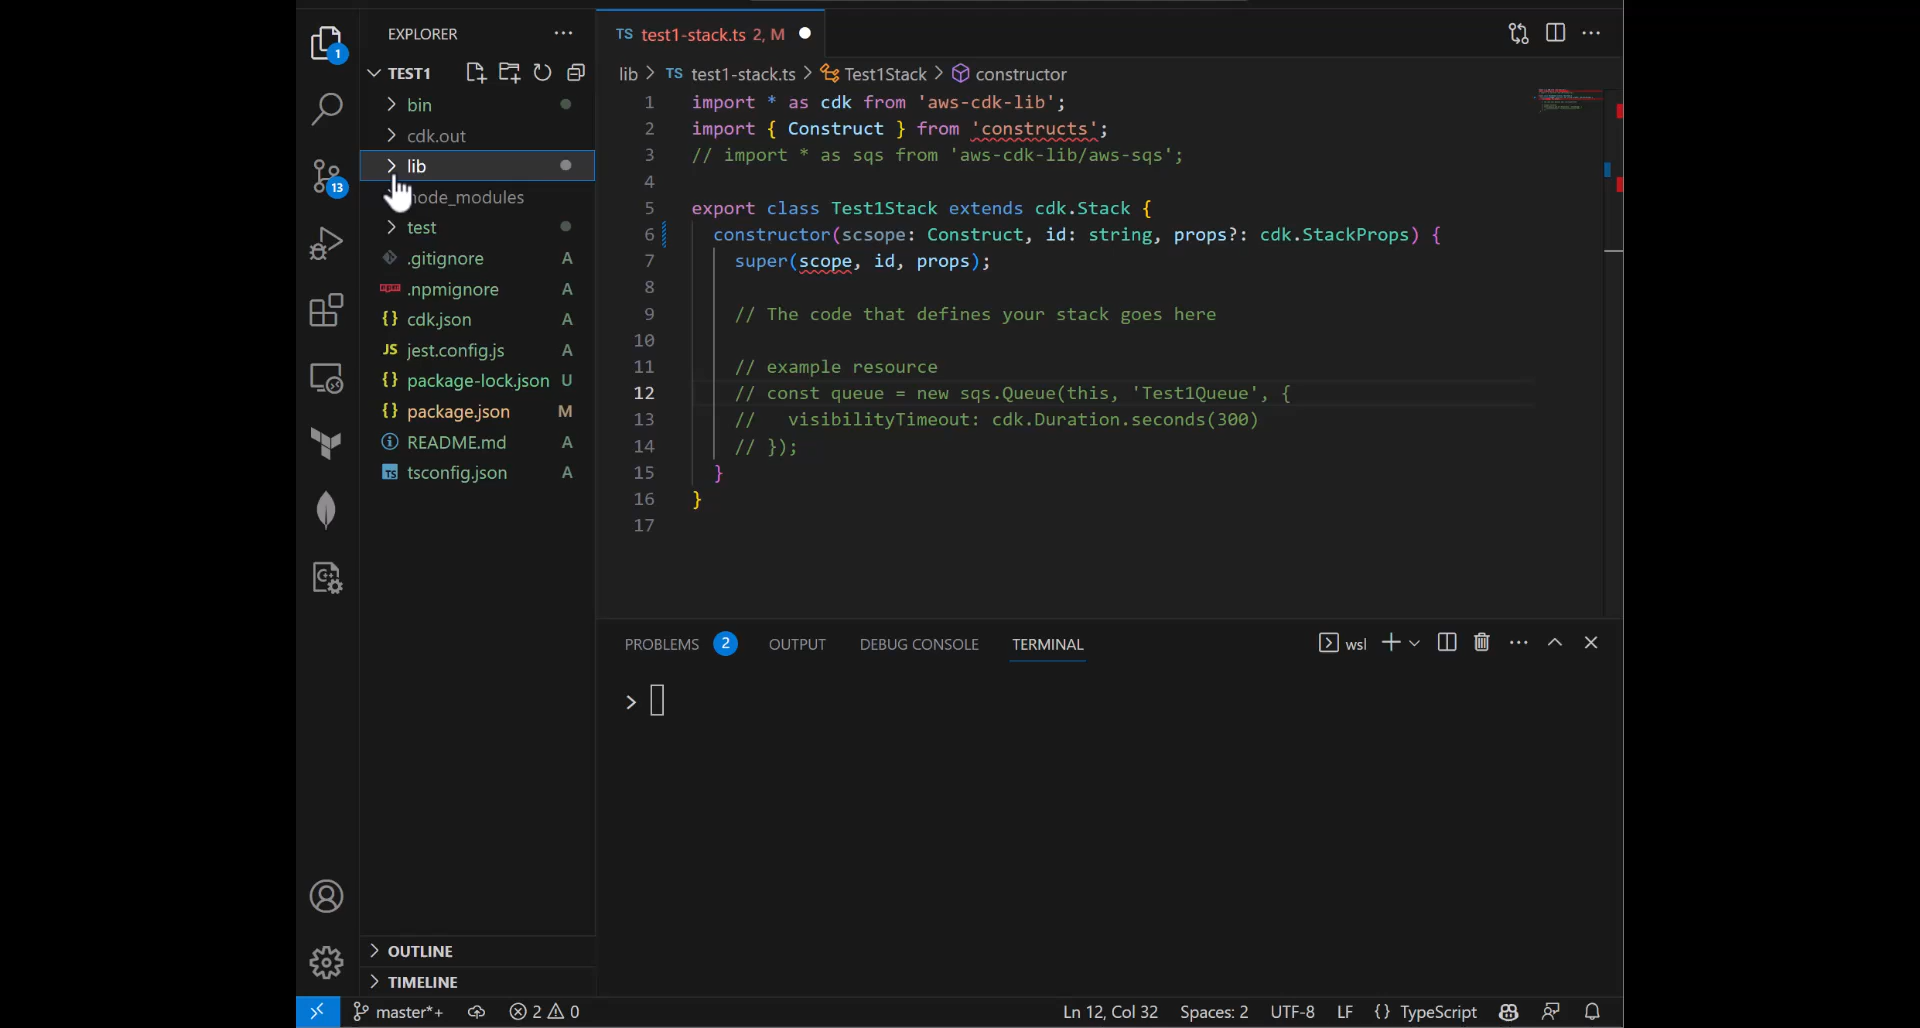 EXPLORER
1
TEST1
bin
cdk.out
lib
node_modules
test
.gitignore A
.npmignore A
{} cdk.json A
JS jest.config.js A
{} package-lock.json U
package.json M
README.md A
TS tsconfig.json A
13
OUTLINE
TIMELINE
TS test1-stack.ts 2, M
lib > TS test1-stack.ts > Test1Stack > constructor
1 import * as cdk from 'aws-cdk-lib';
2 import { Construct } from 'constructs';
3 // import * as sqs from 'aws-cdk-lib/aws-sqs';
4
5 export class Test1Stack extends cdk.Stack {
6 constructor(scsope: Construct, id: string, props?: cdk.StackProps) {
7 super(scope, id, props);
8
9 // The code that defines your stack goes here
10
11 // example resource
12 // const queue = new sqs.Queue(this, 'Test1Queue', {
13 //   visibilityTimeout: cdk.Duration.seconds(300)
14 // });
15 }
16 }
17
PROBLEMS 2 OUTPUT DEBUG CONSOLE TERMINAL wsl
>
master*+ 2 0 Ln 12, Col 32 Spaces: 2 UTF-8 LF {} TypeScript